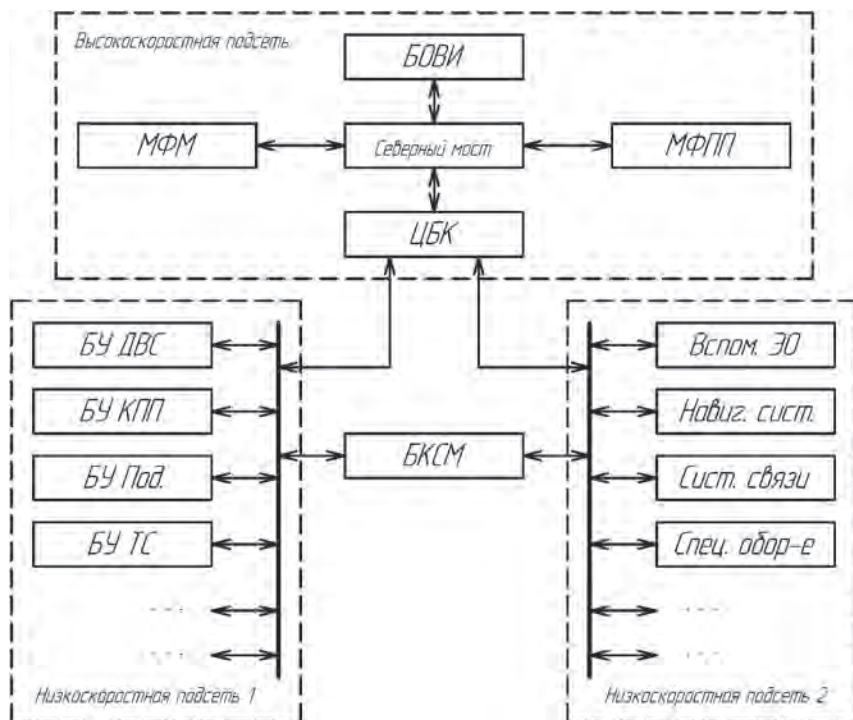 Высокоскоростная подсеть
БОВИ
МФМ
Северный мост
МФПП
ЦБК
БУ ДВС
Вспом. ЭО
БУ КПП
Навиг. сист.
БКСМ
БУ Под.
Сист. связи
БУ ТС
Спец. обор-е
Низкоскоростная подсеть 1
Низкоскоростная подсеть 2